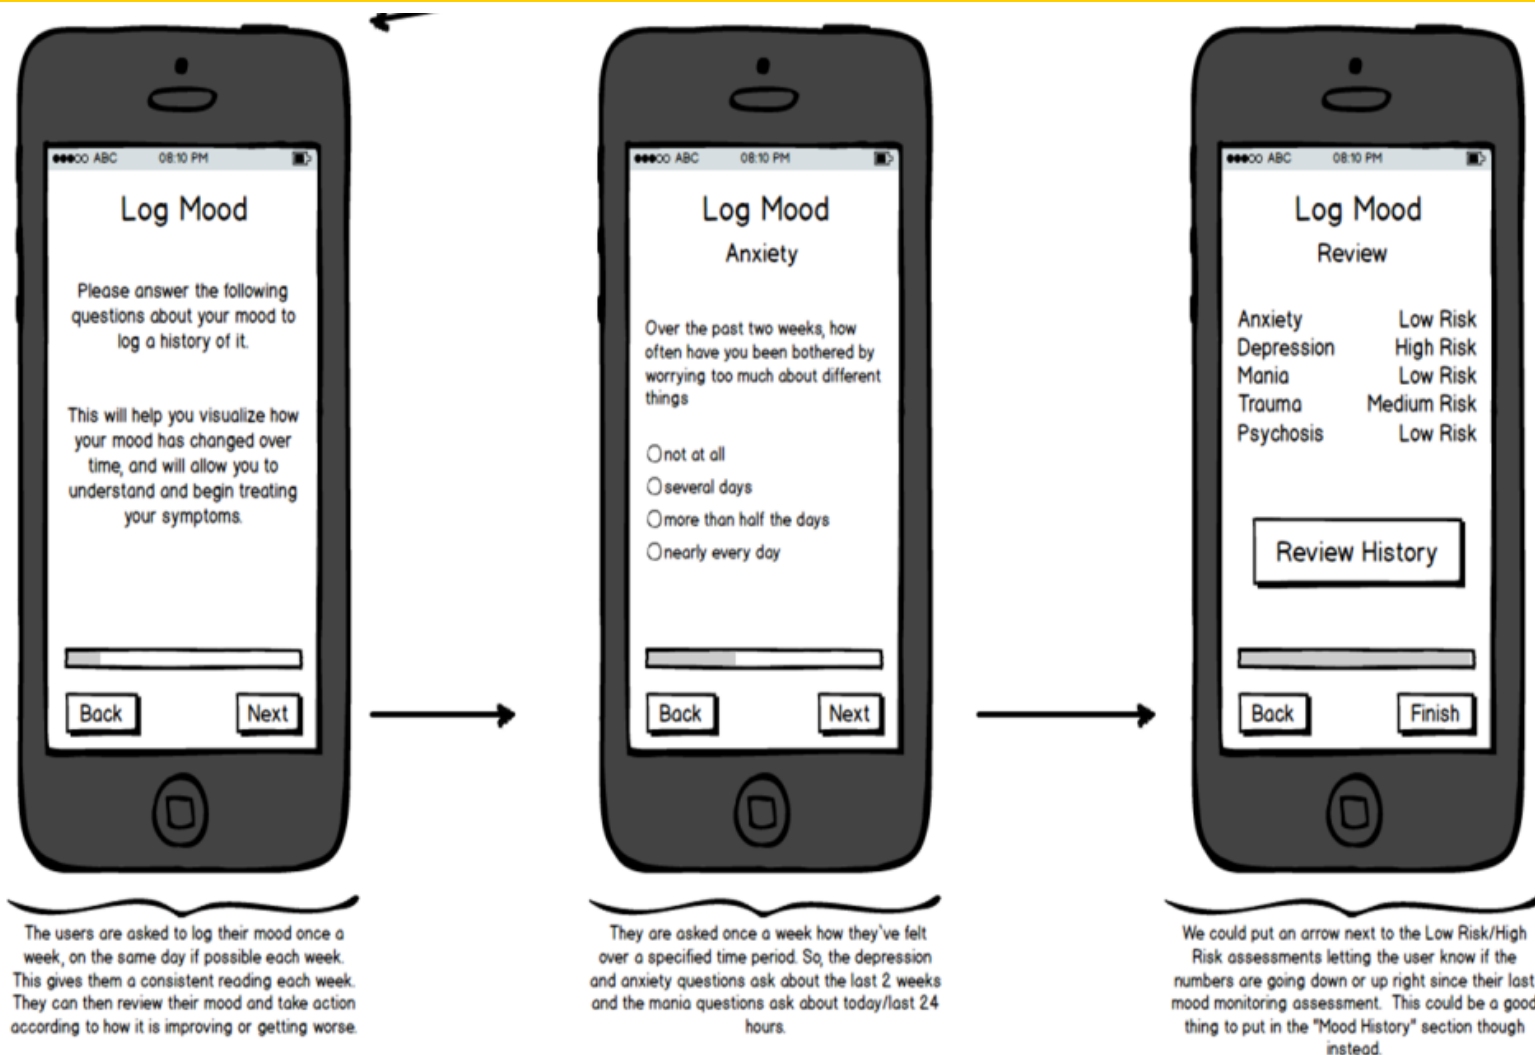 ABC 08:10 PM
Log Mood
Please answer the following
questions about your mood to
log a history of it.
This will help you visualize how
your mood has changed over
time, and will allow you to
understand and begin treating
your symptoms.
Back Next
The users are asked to log their mood once a
week, on the same day if possible each week.
This gives them a consistent reading each week.
They can then review their mood and take action
according to how it is improving or getting worse.
ABC 08:10 PM
Log Mood
Anxiety
Over the past two weeks, how
often have you been bothered by
worrying too much about different
things
not at all
several days
more than half the days
nearly every day
Back Next
They are asked once a week how they've felt
over a specified time period. So, the depression
and anxiety questions ask about the last 2 weeks
and the mania questions ask about today/last 24
hours.
ABC 08:10 PM
Log Mood
Review
Anxiety Low Risk
Depression High Risk
Mania Low Risk
Trauma Medium Risk
Psychosis Low Risk
Review History
Back Finish
We could put an arrow next to the Low Risk/High
Risk assessments letting the user know if the
numbers are going down or up right since their last
mood monitoring assessment. This could be a good
thing to put in the "Mood History" section though
instead.